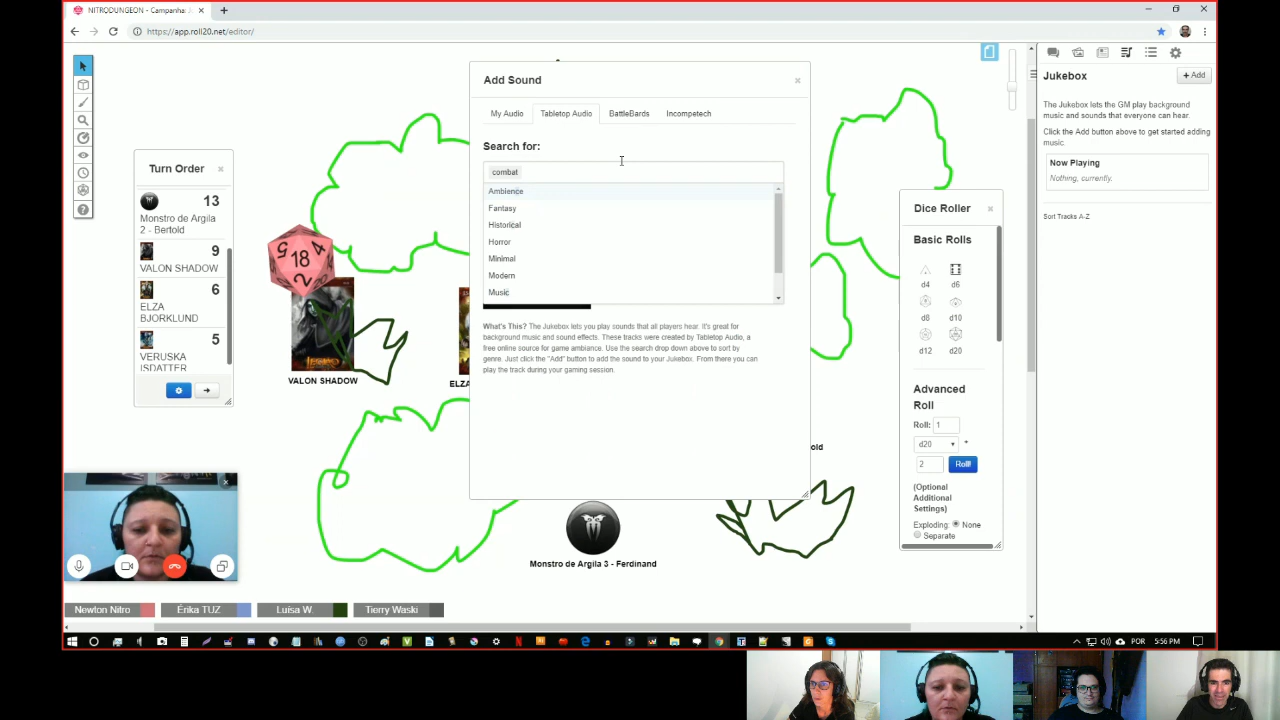 NITRODUNGEON - Campanha:
https://app.roll20.net/editor/
Add Sound
My Audio
Tabletop Audio
BattleBards
Incompetech
Search for:
combat
Ambience
Fantasy
Historical
Horror
Minimal
Modern
Music
What's This? The Jukebox lets you play sounds that all players hear. It's great for
background music and sound effects. These tracks were created by Tabletop Audio, a
free online source for game ambiance. Use the search drop down above to sort by
genre. Just click the "Add" button to add the sound to your Jukebox. From there you can
play the track during your gaming session.
Turn Order
13
Monstro de Argila
2 - Bertold
9
VALON SHADOW
6
ELZA
BJORKLUND
5
VERUSKA
ISDATTER
5
4
18
2
VALON SHADOW
ELZA
old
Monstro de Argila 3 - Ferdinand
Dice Roller
Basic Rolls
d4
d6
d8
d10
d12
d20
Advanced
Roll
Roll:
1
d20
+
2
Roll!
(Optional
Additional
Settings)
Exploding:
None
Separate
Jukebox
+ Add
The Jukebox lets the GM play background
music and sounds that everyone can hear.
Click the Add button above to get started adding
music.
Now Playing
Nothing, currently.
Sort Tracks A-Z
Newton Nitro
Érika TUZ
Luísa W.
Tierry Waski
POR
5:56 PM